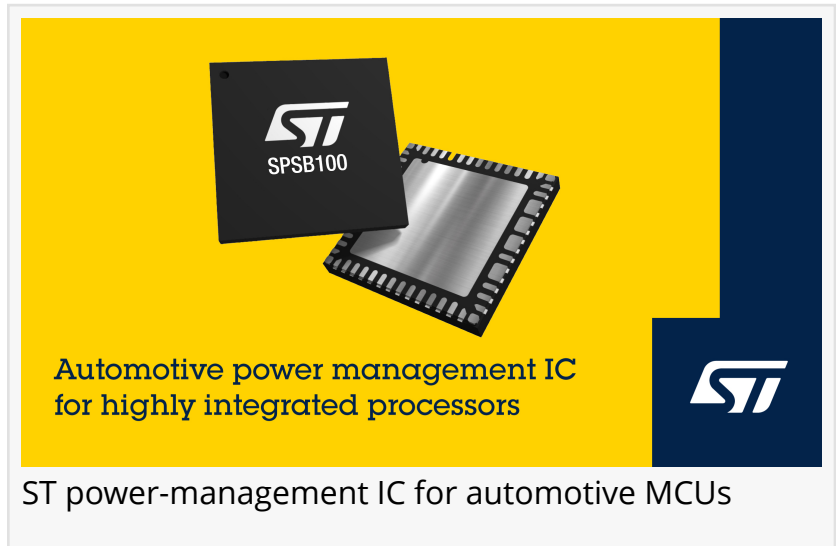 ST
SPSB100
Automotive power management IC
for highly integrated processors
ST
ST power-management IC for automotive MCUs